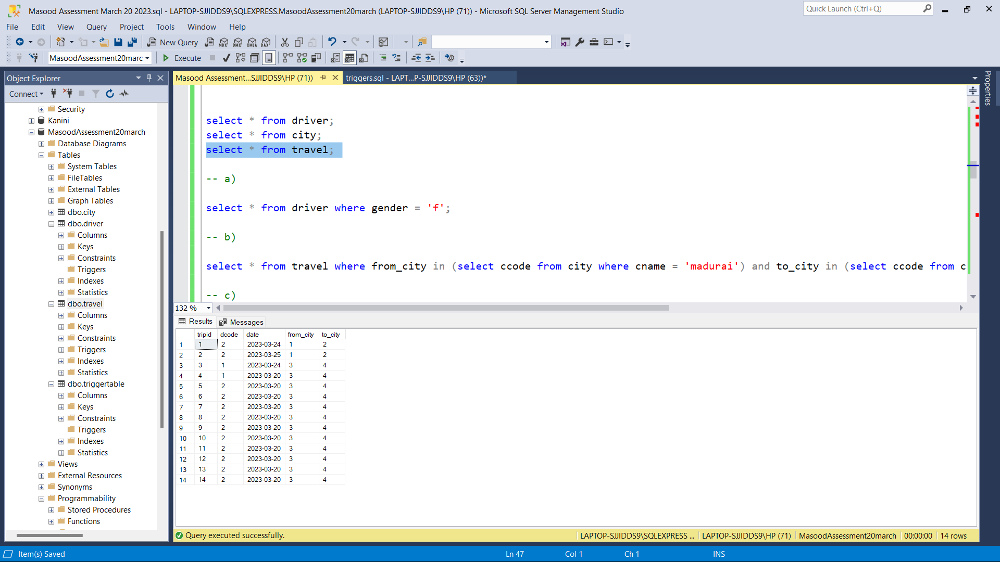 Masood Assessment March 20 2023.sql - LAPTOP-SJJIDDS9\SQLEXPRESS.MasoodAssessment20march (LAPTOP-SJJIDDS9\HP (71)) - Microsoft SQL Server Management Studio
Quick Launch (Ctrl+Q)
File Edit View Query Project Tools Window Help
New Query MDX DMX XMLA DAX
MasoodAssessment20marc Execute
Object Explorer
Connect
Security
Kanini
MasoodAssessment20march
Database Diagrams
Tables
System Tables
FileTables
External Tables
Graph Tables
dbo.city
dbo.driver
Columns
Keys
Constraints
Triggers
Indexes
Statistics
dbo.travel
Columns
Keys
Constraints
Triggers
Indexes
Statistics
dbo.triggertable
Columns
Keys
Constraints
Triggers
Indexes
Statistics
Views
External Resources
Synonyms
Programmability
Stored Procedures
Functions
Masood Assessment...SJJIDDS9\HP (71)) triggers.sql - LAPT...P-SJJIDDS9\HP (63))*
Properties
select * from driver;
select * from city;
select * from travel;
-- a)
select * from driver where gender = 'f';
-- b)
select * from travel where from_city in (select ccode from city where cname = 'madurai') and to_city in (select ccode from c
-- c)
132 %
Results Messages
tripid dcode date from_city to_city
1 1 2 2023-03-24 1 2
2 2 2 2023-03-25 1 2
3 3 1 2023-03-24 3 4
4 4 1 2023-03-20 3 4
5 5 2 2023-03-20 3 4
6 6 2 2023-03-20 3 4
7 7 2 2023-03-20 3 4
8 8 2 2023-03-20 3 4
9 9 2 2023-03-20 3 4
10 10 2 2023-03-20 3 4
11 11 2 2023-03-20 3 4
12 12 2 2023-03-20 3 4
13 13 2 2023-03-20 3 4
14 14 2 2023-03-20 3 4
Query executed successfully. LAPTOP-SJJIDDS9\SQLEXPRESS ... LAPTOP-SJJIDDS9\HP (71) MasoodAssessment20march 00:00:00 14 rows
Item(s) Saved Ln 47 Col 1 Ch 1 INS